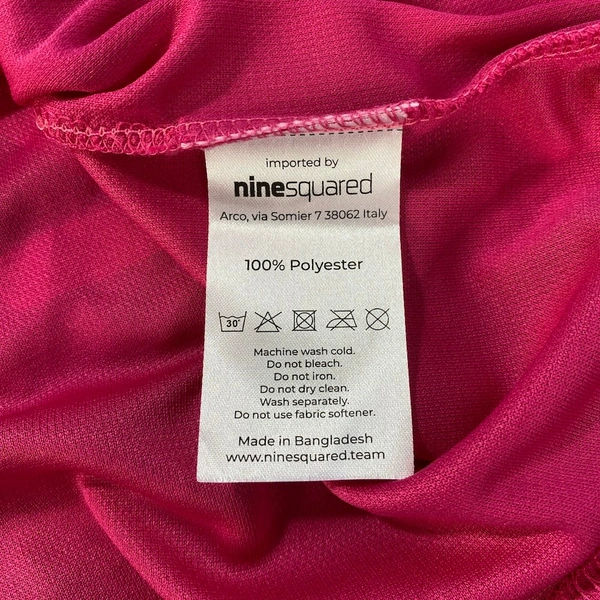 imported by
ninesquared
Arco, via Somier 7 38062 Italy
100% Polyester
30°
Machine wash cold.
Do not bleach.
Do not iron.
Do not dry clean.
Wash separately.
Do not use fabric softener.
Made in Bangladesh
www.ninesquared.team